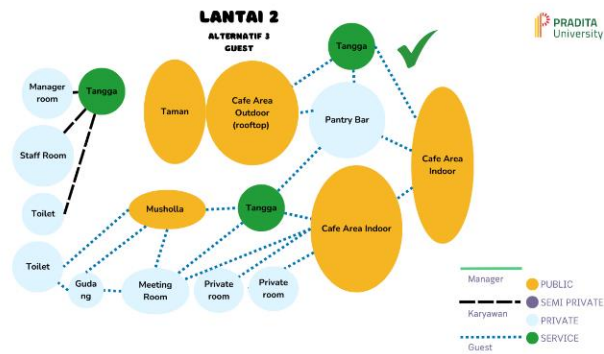 LANTAI 2
ALTERNATIF 3
GUEST
PRADITA
University
Tangga
Manager
room
Tangga
Taman
Cafe Area
Outdoor
(rooftop)
Pantry Bar
Staff Room
Cafe Area
Indoor
Toilet
Musholla
Tangga
Cafe Area Indoor
Toilet
Guda
ng
Meeting
Room
Private
room
Private
room
Manager
Karyawan
Guest
PUBLIC
SEMI PRIVATE
PRIVATE
SERVICE